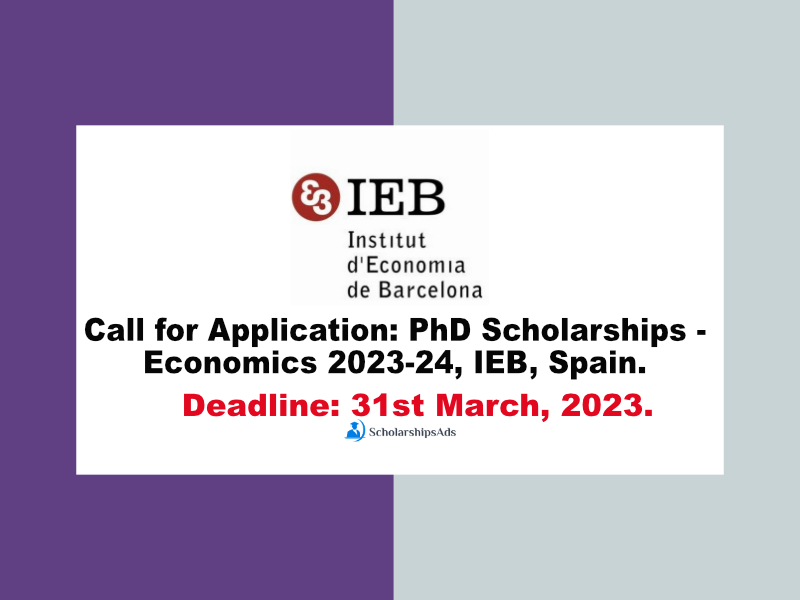 IEB
Institut
d'Economia
de Barcelona
Call for Application: PhD Scholarships -
Economics 2023-24, IEB, Spain.
Deadline: 31st March, 2023.
ScholarshipsAds